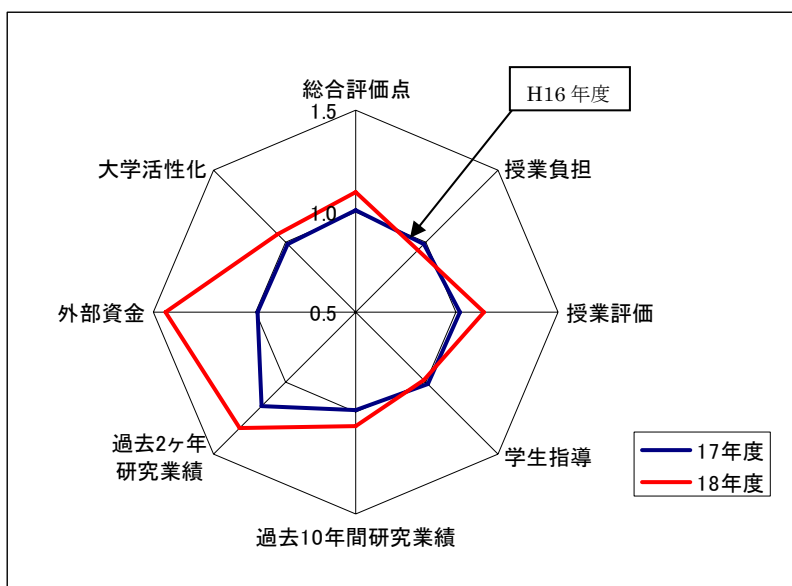 総合評価点
1.5
H16 年度
大学活性化
授業負担
1.0
外部資金
0.5
授業評価
過去2ヶ年
研究業績
学生指導
17年度
18年度
過去10年間研究業績